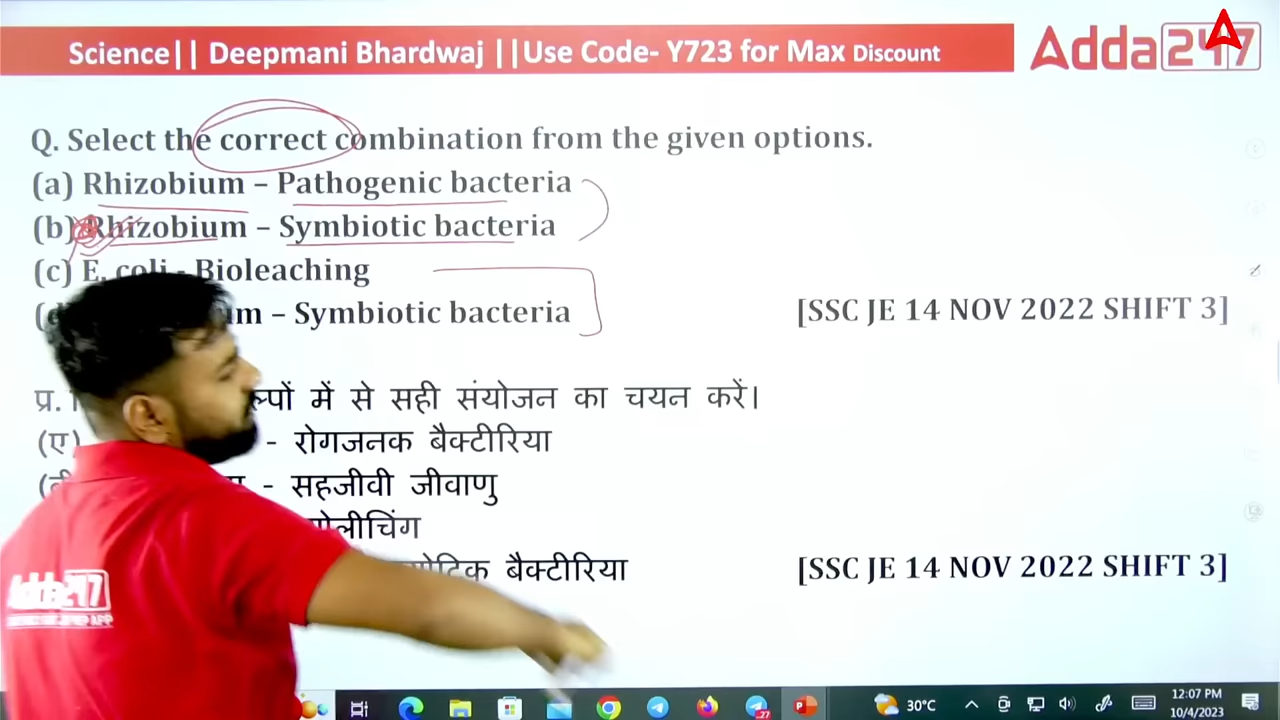 Science|| Deepmani Bhardwaj ||Use Code- Y723 for Max Discount
Adda247
Q. Select the correct combination from the given options.
(a) Rhizobium – Pathogenic bacteria
(b) Rhizobium – Symbiotic bacteria
(c) E. coli - Bioleaching
– Symbiotic bacteria
[SSC JE 14 NOV 2022 SHIFT 3]
प्र. में से सही संयोजन का चयन करें।
(ए) - रोगजनक बैक्टीरिया
- सहजीवी जीवाणु
बैक्टीरिया
[SSC JE 14 NOV 2022 SHIFT 3]
Adda247
30°C
12:07 PM
10/4/2023